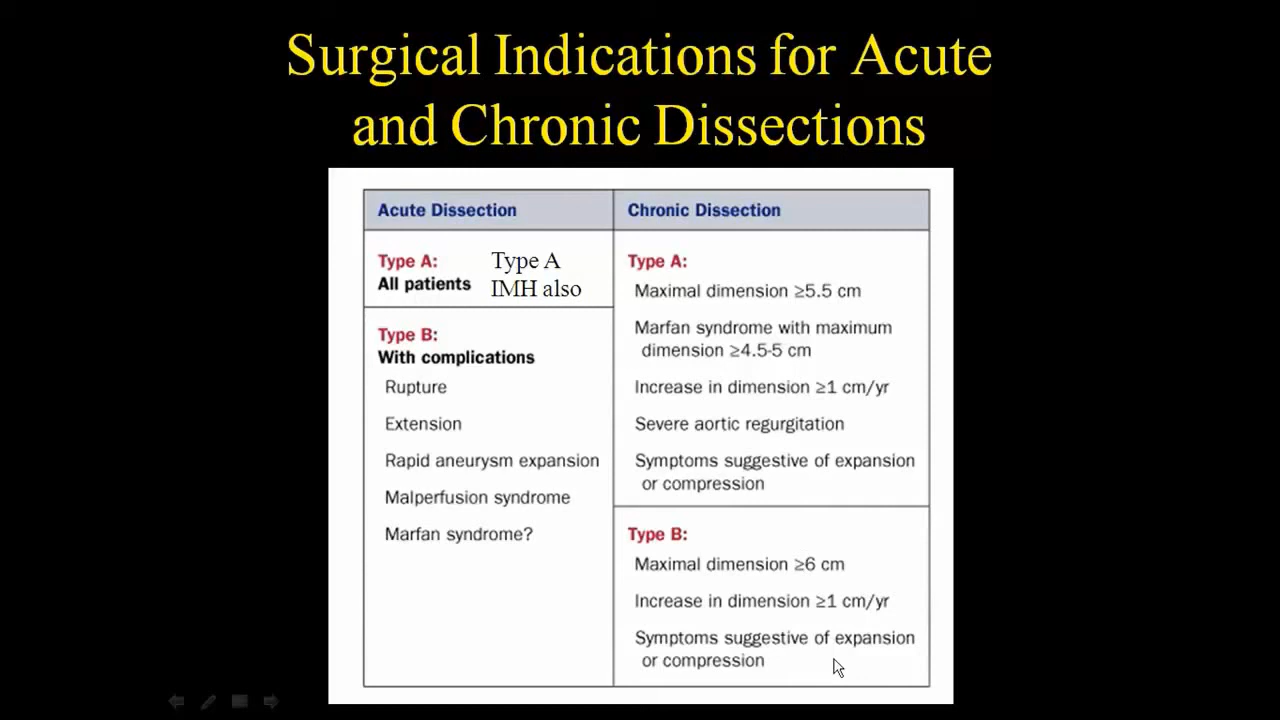 Surgical Indications for Acute
and Chronic Dissections
Acute Dissection
Type A:
All patients
Type A
IMH also
Type B:
With complications
Rupture
Extension
Rapid aneurysm expansion
Malperfusion syndrome
Marfan syndrome?
Chronic Dissection
Type A:
Maximal dimension ≥5.5 cm
Marfan syndrome with maximum
dimension ≥4.5-5 cm
Increase in dimension ≥1 cm/yr
Severe aortic regurgitation
Symptoms suggestive of expansion
or compression
Type B:
Maximal dimension ≥6 cm
Increase in dimension ≥1 cm/yr
Symptoms suggestive of expansion
or compression